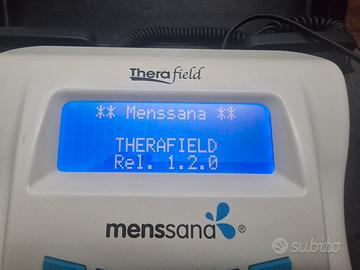 Therafield
** Menssana **
THERAFIELD
Rel. 1.2.0
menssana®
subito